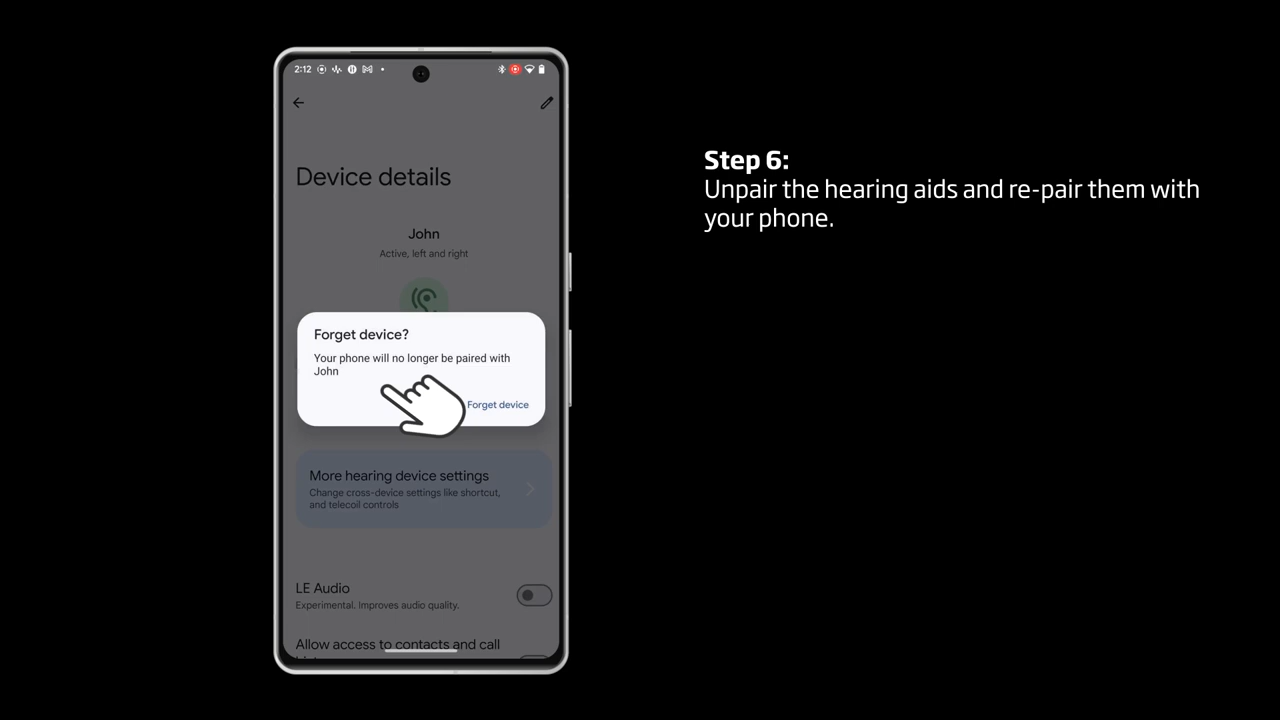 2:12
Device details
John
Active, left and right
Forget device?
Your phone will no longer be paired with
John
Forget device
More hearing device settings
Change cross-device settings like shortcut,
and telecoil controls
LE Audio
Experimental. Improves audio quality.
Allow access to contacts and call
Step 6:
Unpair the hearing aids and re-pair them with
your phone.